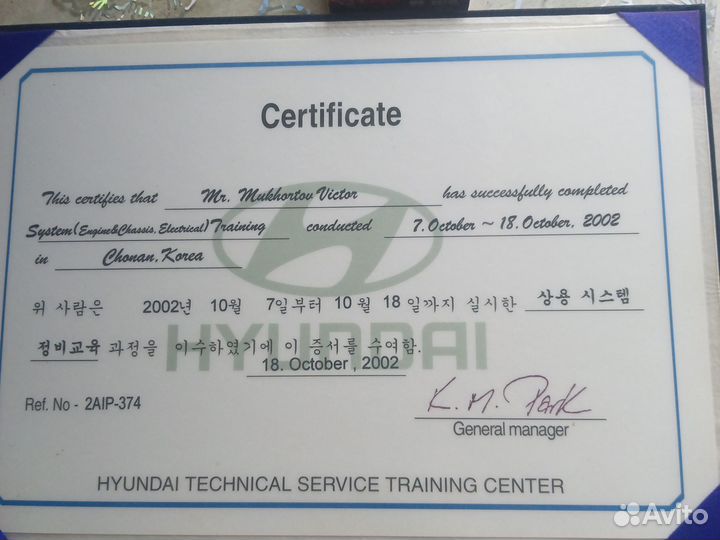 Certificate
This certifies that Mr. Mukhortov Victor has successfully completed
System(Engine&Chassis, Electrical)Training conducted 7. October ~ 18. October, 2002
in Chonan, Korea
위 사람은 2002년 10월 7일부터 10월 18일까지 실시한 상용 시스템
정비교육 과정을 이수하였기에 이 증서를 수여함.
HYUNDAI
18. October, 2002
Ref. No - 2AIP-374
K. M. Park
General manager
HYUNDAI TECHNICAL SERVICE TRAINING CENTER
Avito